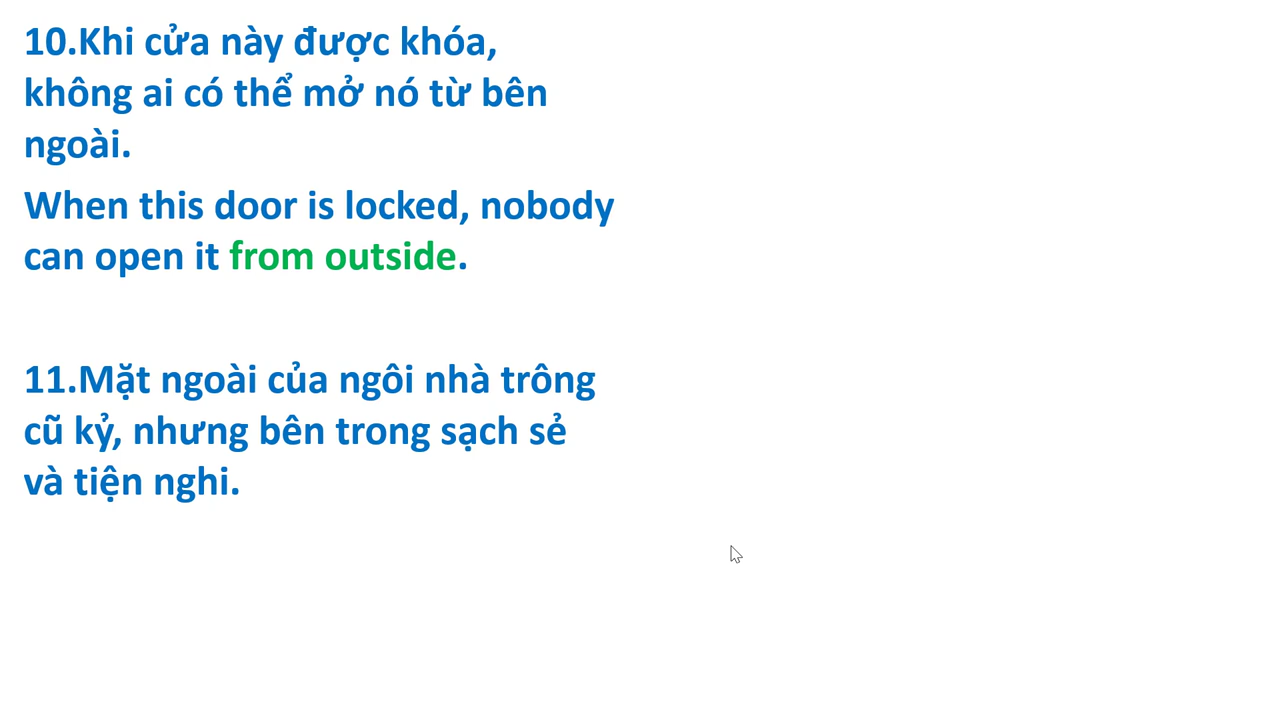 10.Khi cửa này được khóa,
không ai có thể mở nó từ bên
ngoài.
When this door is locked, nobody
can open it from outside.
11.Mặt ngoài của ngôi nhà trông
cũ kỷ, nhưng bên trong sạch sẻ
và tiện nghi.